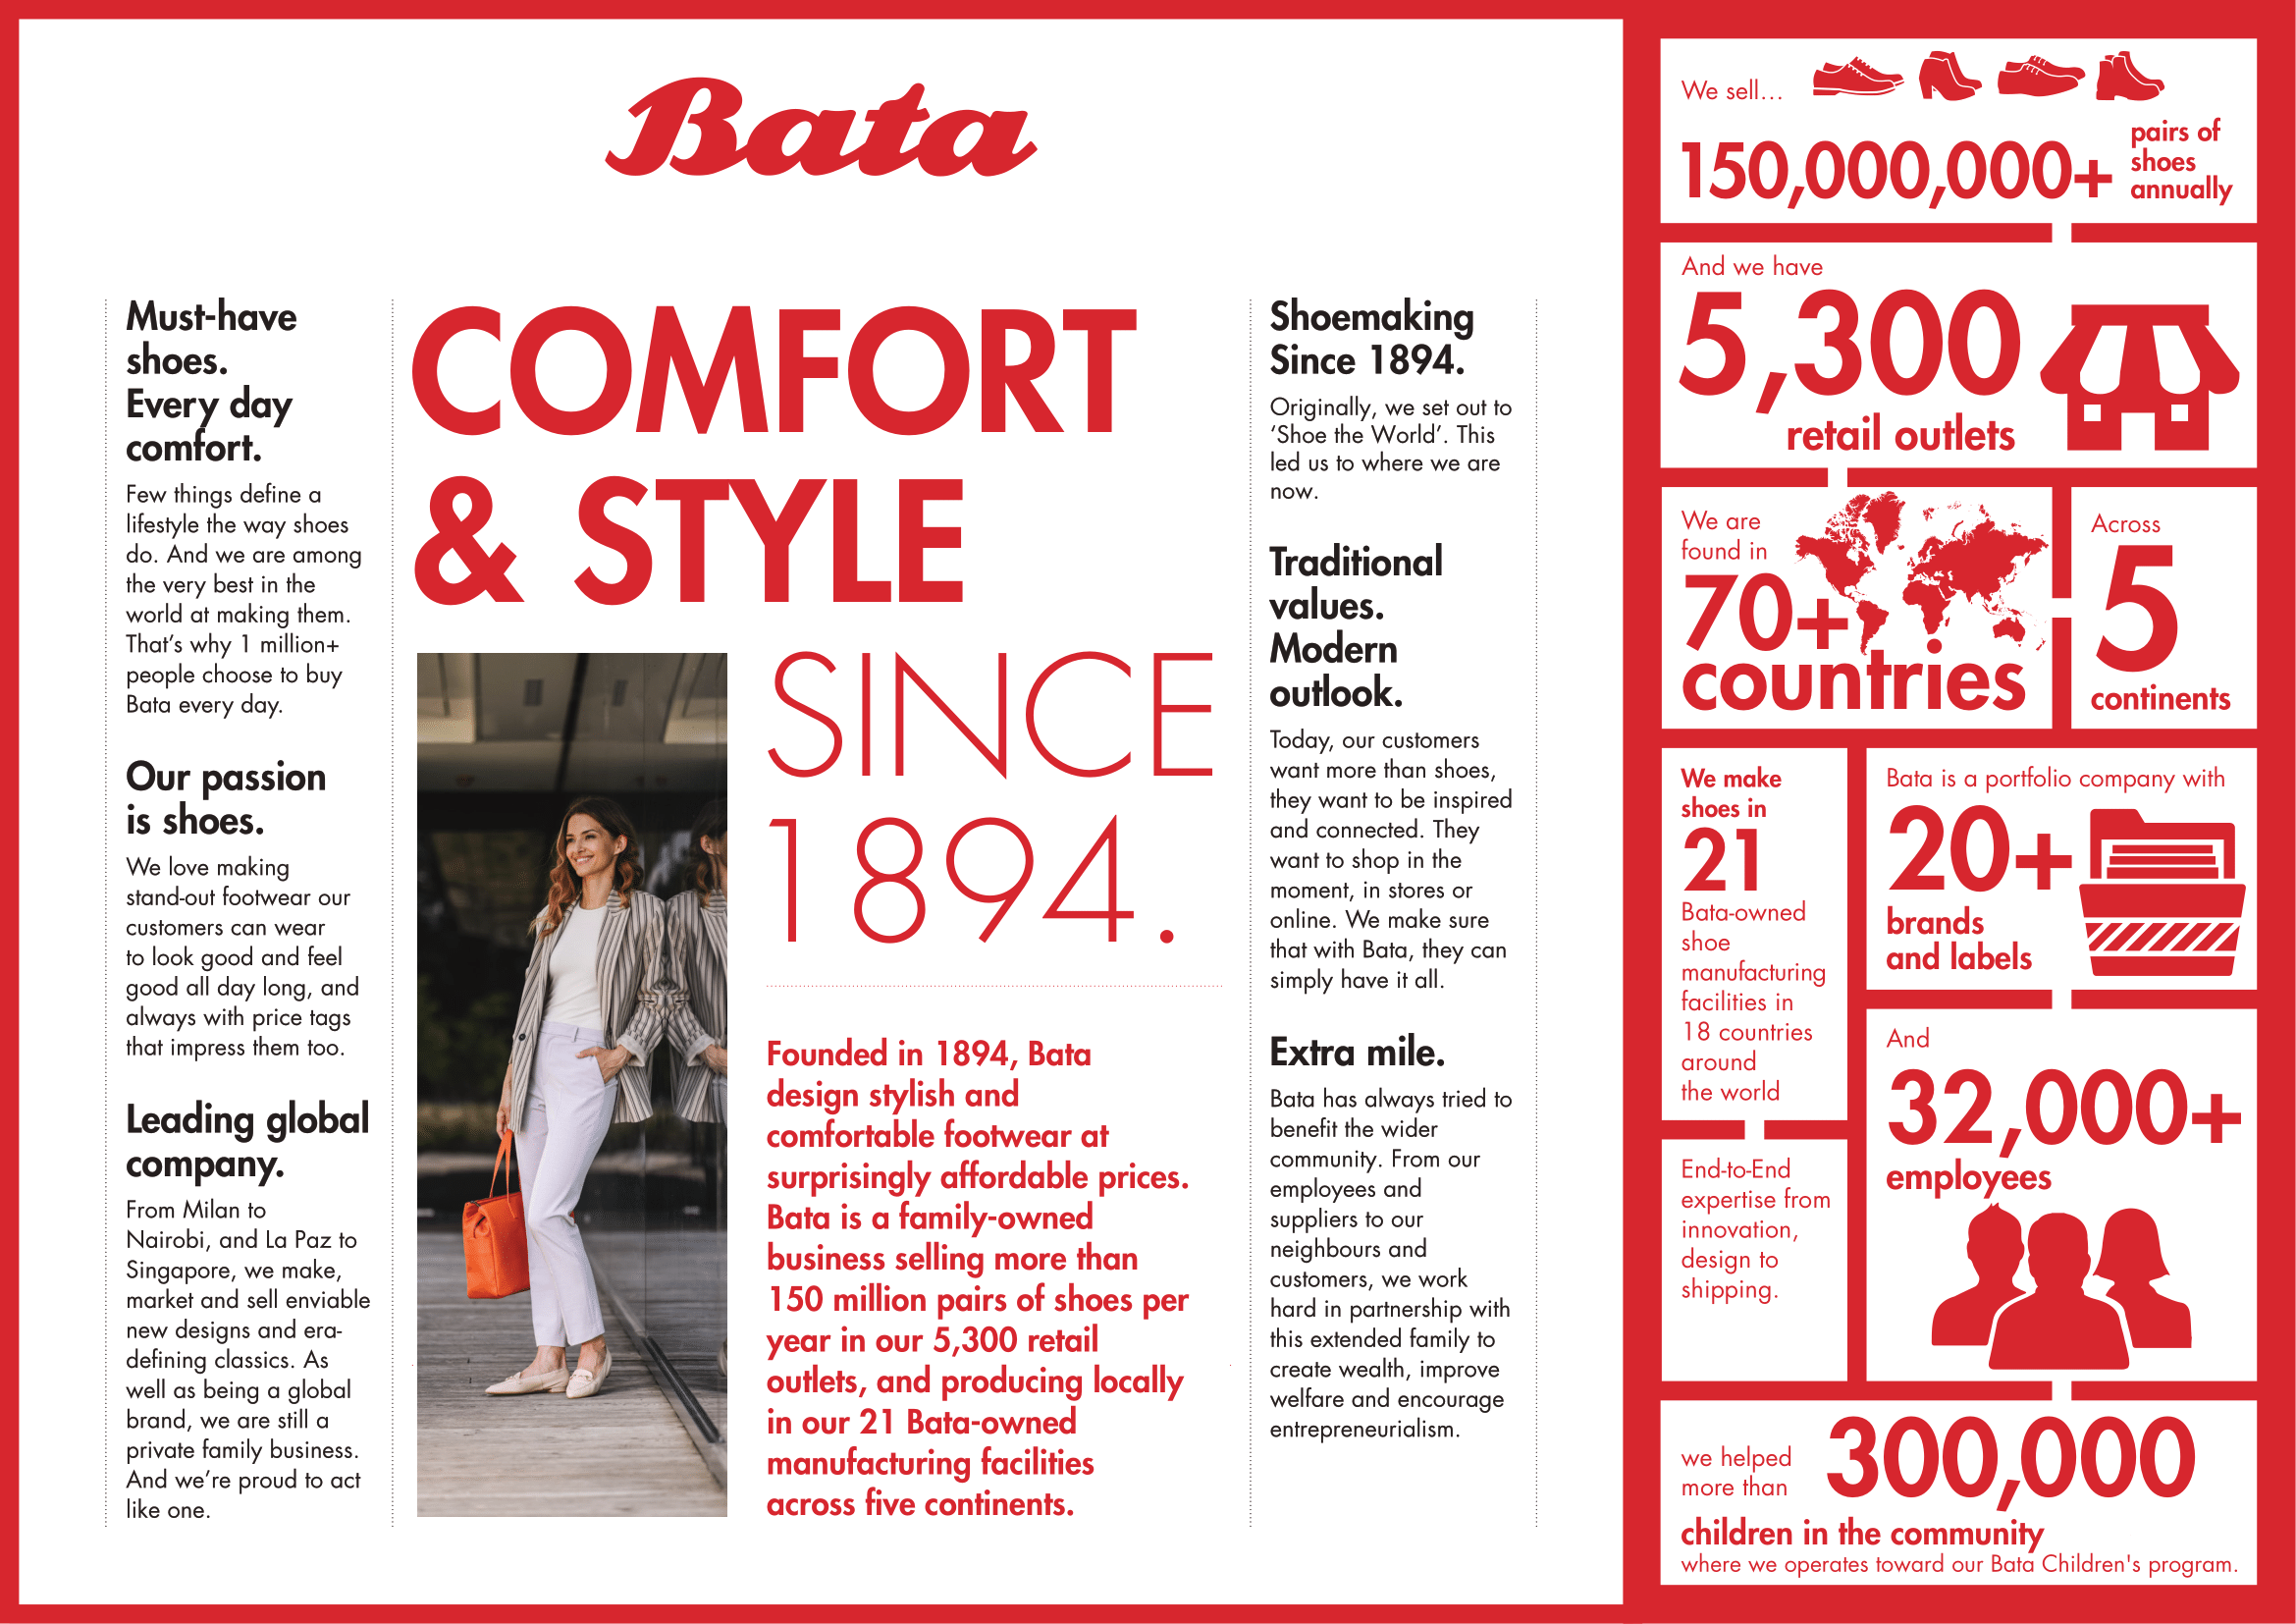 Bata
Must-have
shoes.
Every day
comfort.
Few things define a
lifestyle the way shoes
do. And we are among
the very best in the
world at making them.
That's why 1 million+
people choose to buy
Bata every day.
Our passion
is shoes.
We love making
stand-out footwear our
customers can wear
to look good and feel
good all day long, and
always with price tags
that impress them too.
Leading global
company.
From Milan to
Nairobi, and La Paz to
Singapore, we make,
market and sell enviable
new designs and era-
defining classics. As
well as being a global
brand, we are still a
private family business.
And we're proud to act
like one.
COMFORT
& STYLE
SINCE
1894.
Founded in 1894, Bata
design stylish and
comfortable footwear at
surprisingly affordable prices.
Bata is a family-owned
business selling more than
150 million pairs of shoes per
year in our 5,300 retail
outlets, and producing locally
in our 21 Bata-owned
manufacturing facilities
across five continents.
Shoemaking
Since 1894.
Originally, we set out to
'Shoe the World'. This
led us to where we are
now.
Traditional
values.
Modern
outlook.
Today, our customers
want more than shoes,
they want to be inspired
and connected. They
want to shop in the
moment, in stores or
online. We make sure
that with Bata, they can
simply have it all.
Extra mile.
Bata has always tried to
benefit the wider
community. From our
employees and
suppliers to our
neighbours and
customers, we work
hard in partnership with
this extended family to
create wealth, improve
welfare and encourage
entrepreneurialism.
We sell...
150,000,000+
pairs of
shoes
annually
And we have
5,300
retail outlets
We are
found in
70+
countries
Across
5
continents
We make
shoes in
21
Bata-owned
shoe
manufacturing
facilities in
18 countries
around
the world
Bata is a portfolio company with
20+
brands
and labels
End-to-End
expertise from
innovation,
design to
shipping.
And
32,000+
employees
we helped
more than
300,000
children in the community
where we operates toward our Bata Children's program.